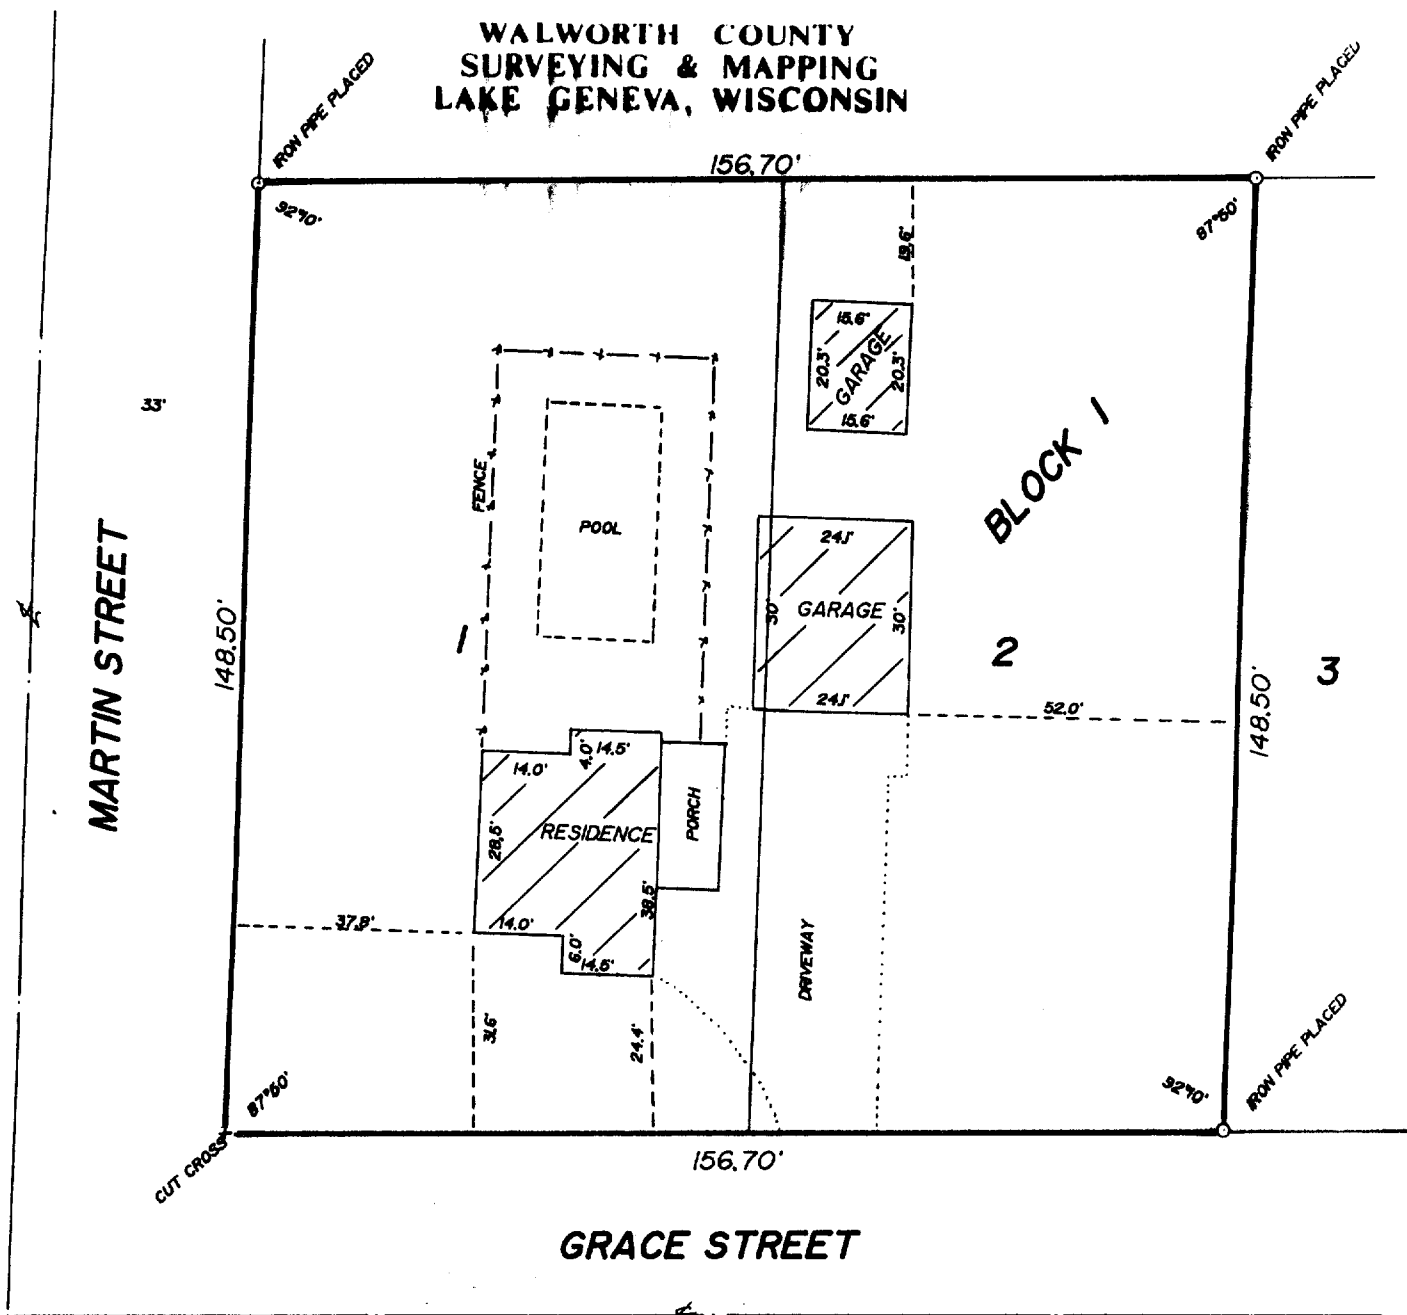 WALWORTH COUNTY
SURVEYING & MAPPING
LAKE GENEVA, WISCONSIN
IRON PIPE PLACED
IRON PIPE PLACED
156.70'
92°10'
87°50'
19.6'
15.6'
20.3'
GARAGE
20.3'
15.6'
33'
BLOCK 1
FENCE
POOL
24.1'
30'
GARAGE
30'
24.1'
MARTIN STREET
148.50'
1
2
3
148.50'
52.0'
14.0'
4.0'
14.5'
28.5'
RESIDENCE
PORCH
38.5'
37.8'
14.0'
6.0'
14.5'
DRIVEWAY
31.6'
24.4'
87°50'
92°10'
IRON PIPE PLACED
CUT CROSS
156.70'
GRACE STREET